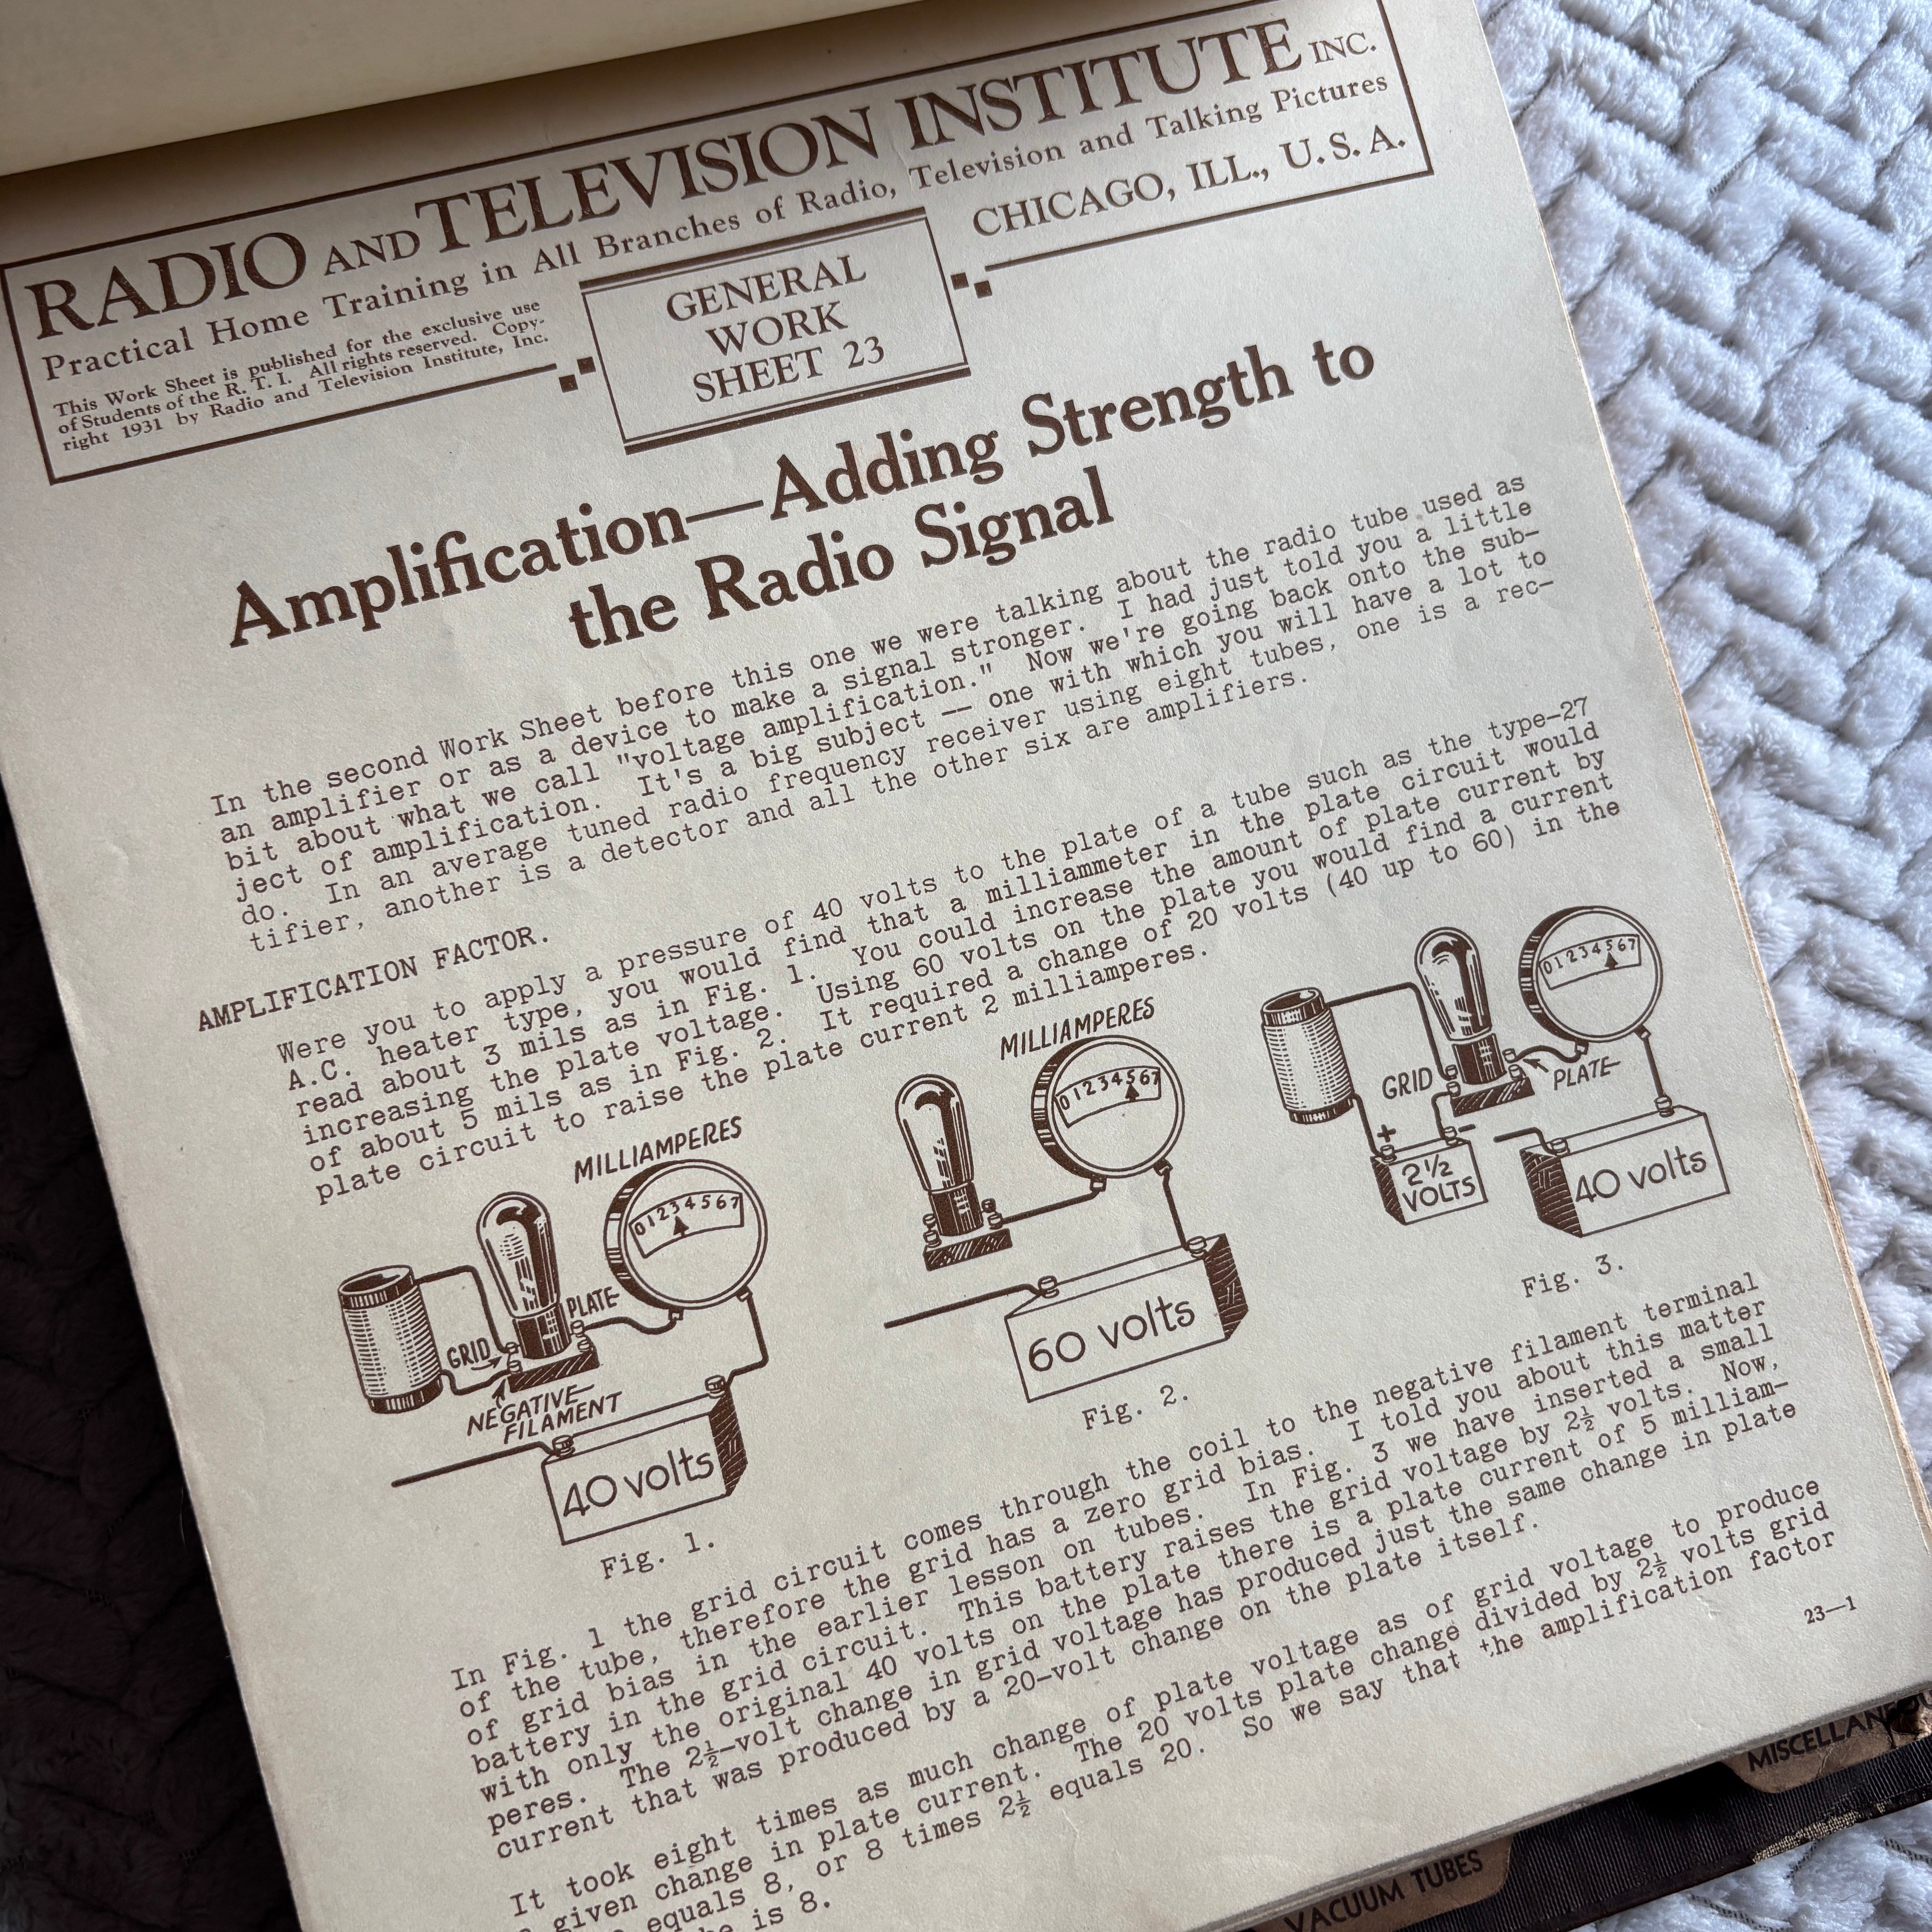 RADIO AND TELEVISION INSTITUTE INC.
Practical Home Training in All Branches of Radio, Television and Talking Pictures
This Work Sheet is published for the exclusive use
of Students of the R. T. I. All rights reserved. Copy-
right 1931 by Radio and Television Institute, Inc.
GENERAL
WORK
SHEET 23
CHICAGO, ILL., U. S. A.
Amplification—Adding Strength to
the Radio Signal
In the second Work Sheet before this one we were talking about the radio tube used as
an amplifier or as a device to make a signal stronger. I had just told you a little
bit about what we call "voltage amplification." Now we're going back onto the sub-
ject of amplification. It's a big subject -- one with which you will have a lot to
do. In an average tuned radio frequency receiver using eight tubes, one is a rec-
tifier, another is a detector and all the other six are amplifiers.
AMPLIFICATION FACTOR.
Were you to apply a pressure of 40 volts to the plate of a tube such as the type-27
A.C. heater type, you would find that a milliammeter in the plate circuit would
read about 3 mils as in Fig. 1. You could increase the amount of plate current by
increasing the plate voltage. Using 60 volts on the plate you would find a current
of about 5 mils as in Fig. 2. It required a change of 20 volts (40 up to 60) in the
plate circuit to raise the plate current 2 milliamperes.
MILLIAMPERES
01234567
GRID
PLATE
NEGATIVE
FILAMENT
40 volts
Fig. 1.
MILLIAMPERES
01234567
60 volts
Fig. 2.
01234567
GRID
PLATE
+
-
2½
VOLTS
40 volts
Fig. 3.
In Fig. 1 the grid circuit comes through the coil to the negative filament terminal
of the tube, therefore the grid has a zero grid bias. I told you about this matter
of grid bias in the earlier lesson on tubes. In Fig. 3 we have inserted a small
battery in the grid circuit. This battery raises the grid voltage by 2½ volts. Now,
with only the original 40 volts on the plate there is a plate current of 5 milliam-
peres. The 2½-volt change in grid voltage has produced just the same change in plate
current that was produced by a 20-volt change on the plate itself.
It took eight times as much change of plate voltage as of grid voltage to produce
given change in plate current. The 20 volts plate change divided by 2½ volts grid
equals 8, or 8 times 2½ equals 20. So we say that the amplification factor
is 8.
23—1
VACUUM TUBES